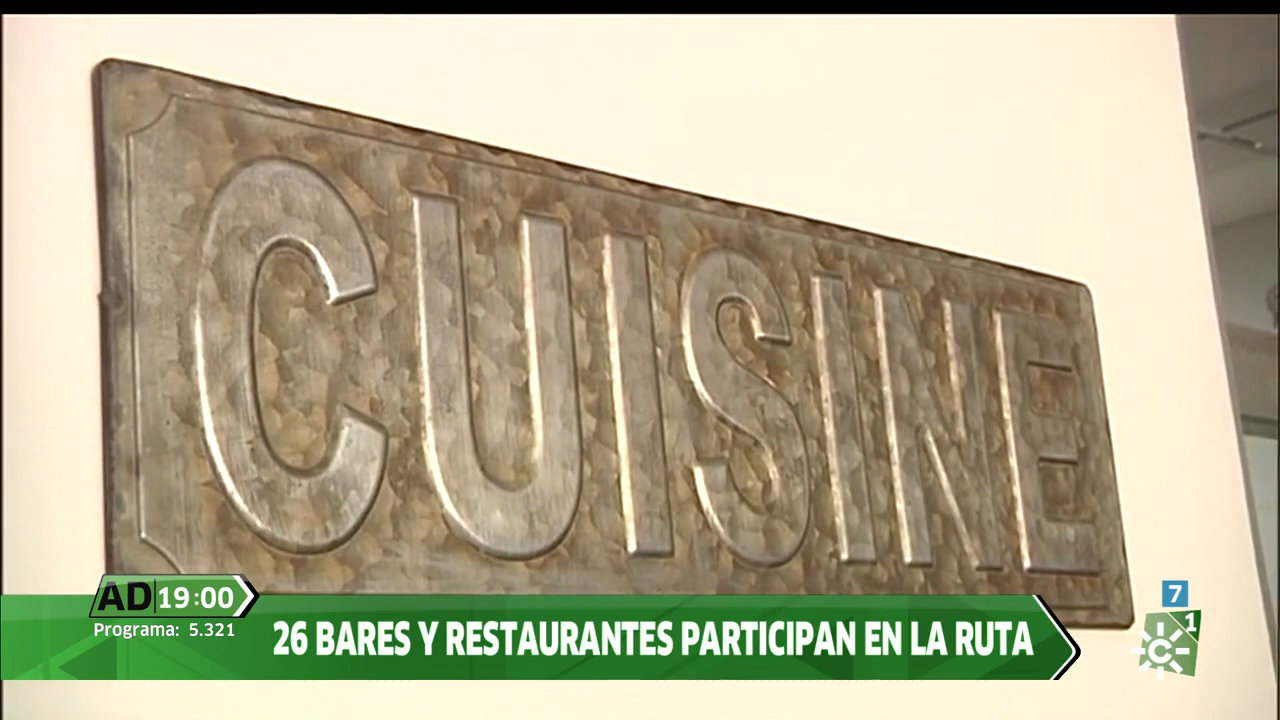 CUISINE
AD 19:00
Programa: 5.321
26 BARES Y RESTAURANTES PARTICIPAN EN LA RUTA
7
1